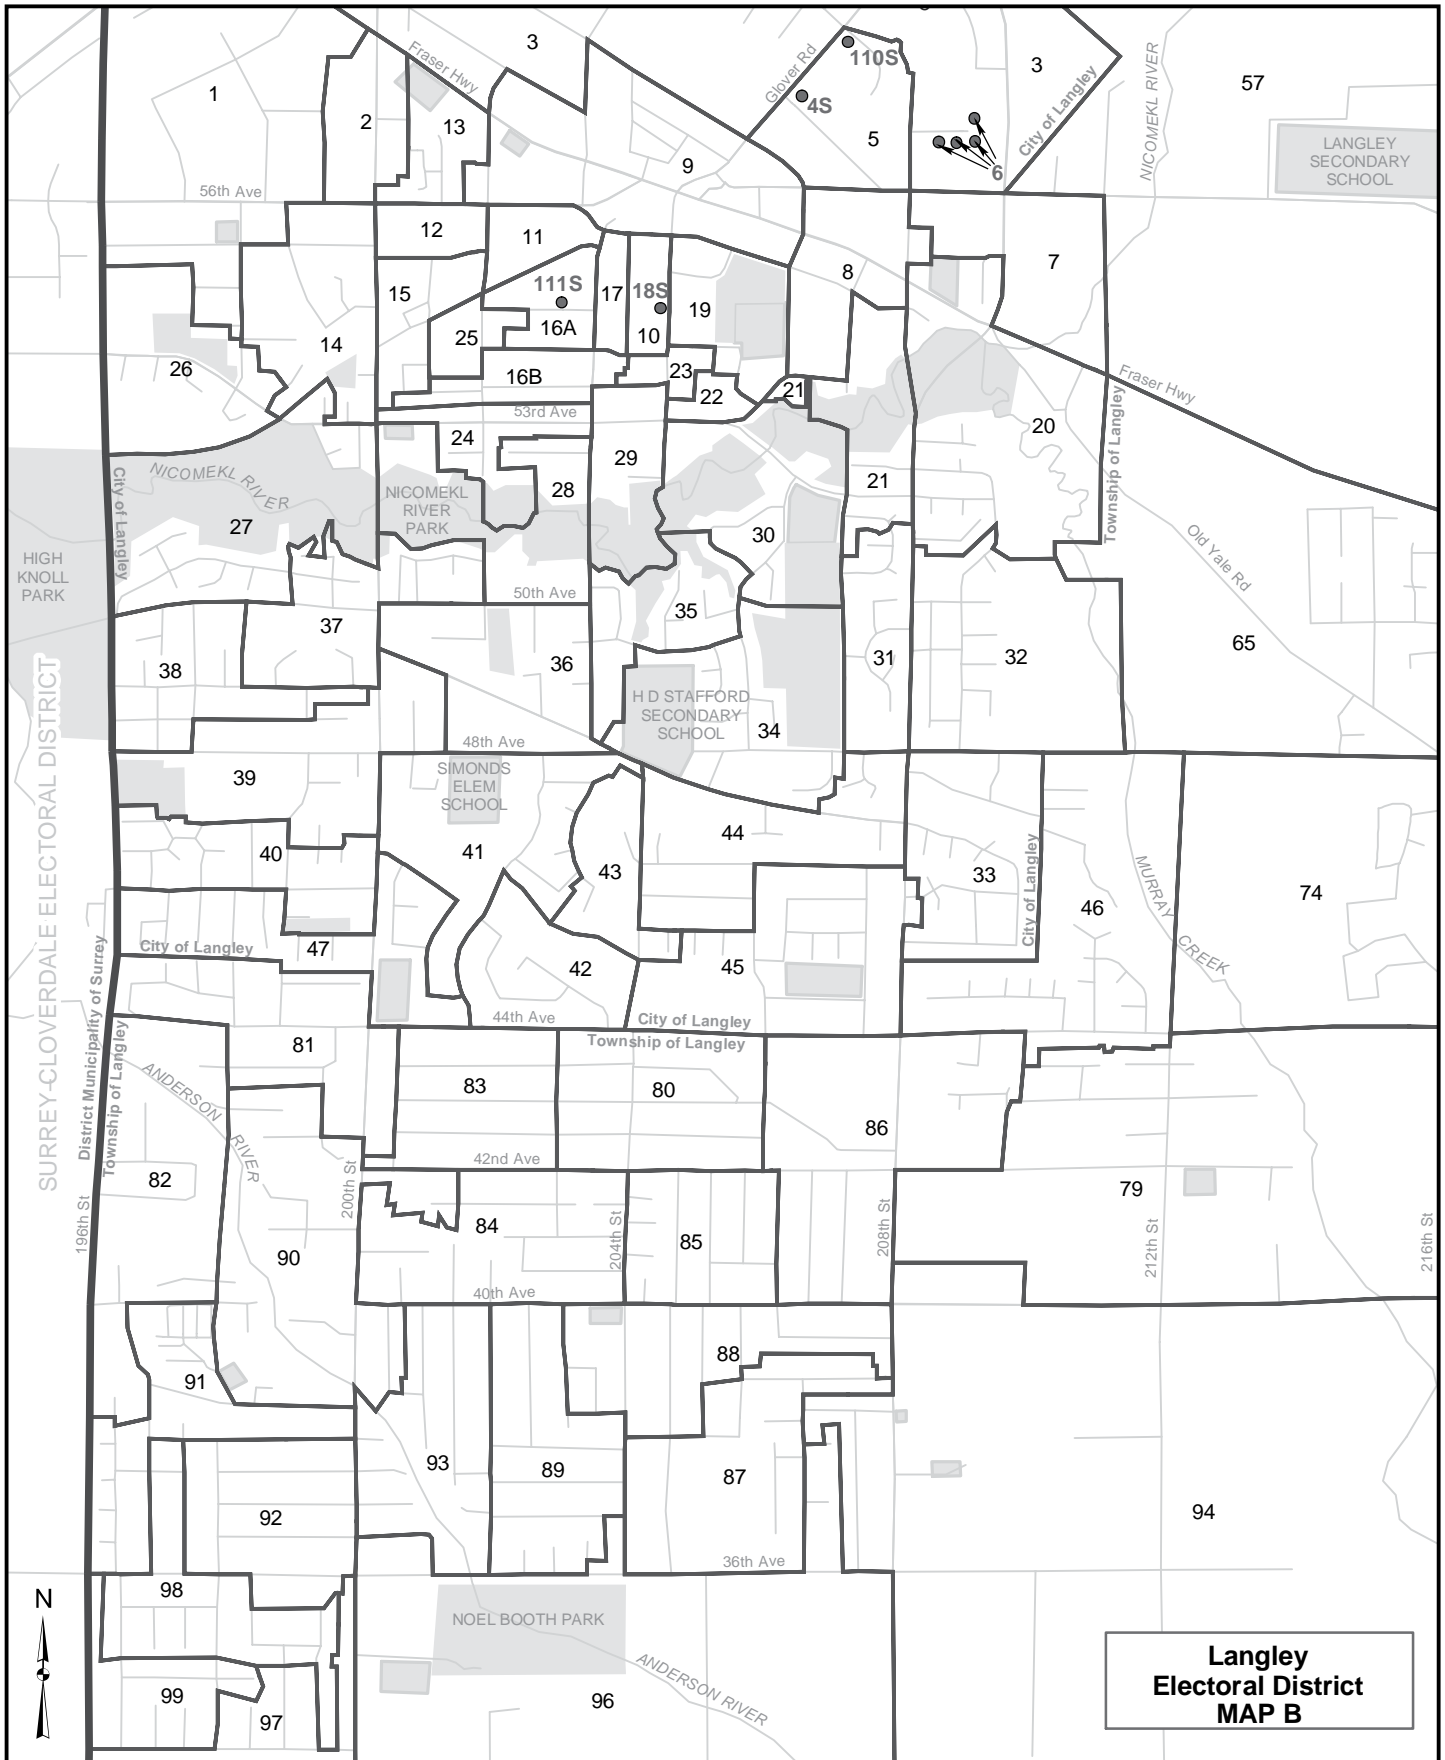 3
Fraser Hwy
Glover Rd
110S
3
NICOMEKL RIVER
57
1
2
13
4S
5
City of Langley
6
9
LANGLEY
SECONDARY
SCHOOL
56th Ave
12
11
8
7
15
111S
17
18S
19
14
25
16A
10
26
16B
23
22
21
Fraser Hwy
53rd Ave
20
Township of Langley
24
29
NICOMEKL RIVER
City of Langley
NICOMEKL
RIVER
PARK
28
21
27
30
Old Yale Rd
HIGH
KNOLL
PARK
50th Ave
35
37
36
31
32
65
38
H D STAFFORD
SECONDARY
SCHOOL
34
SURREY-CLOVERDALE ELECTORAL DISTRICT
48th Ave
39
SIMONDS
ELEM
SCHOOL
44
40
41
43
33
City of Langley
46
MURRAY CREEK
74
City of Langley
47
42
45
District Municipality of Surrey
Township of Langley
44th Ave
City of Langley
Township of Langley
81
83
80
86
ANDERSON RIVER
42nd Ave
82
200th St
79
196th St
84
204th St
85
208th St
212th St
216th St
90
40th Ave
88
91
93
89
87
92
94
36th Ave
98
N
NOEL BOOTH PARK
ANDERSON RIVER
99
97
96
Langley
Electoral District
MAP B